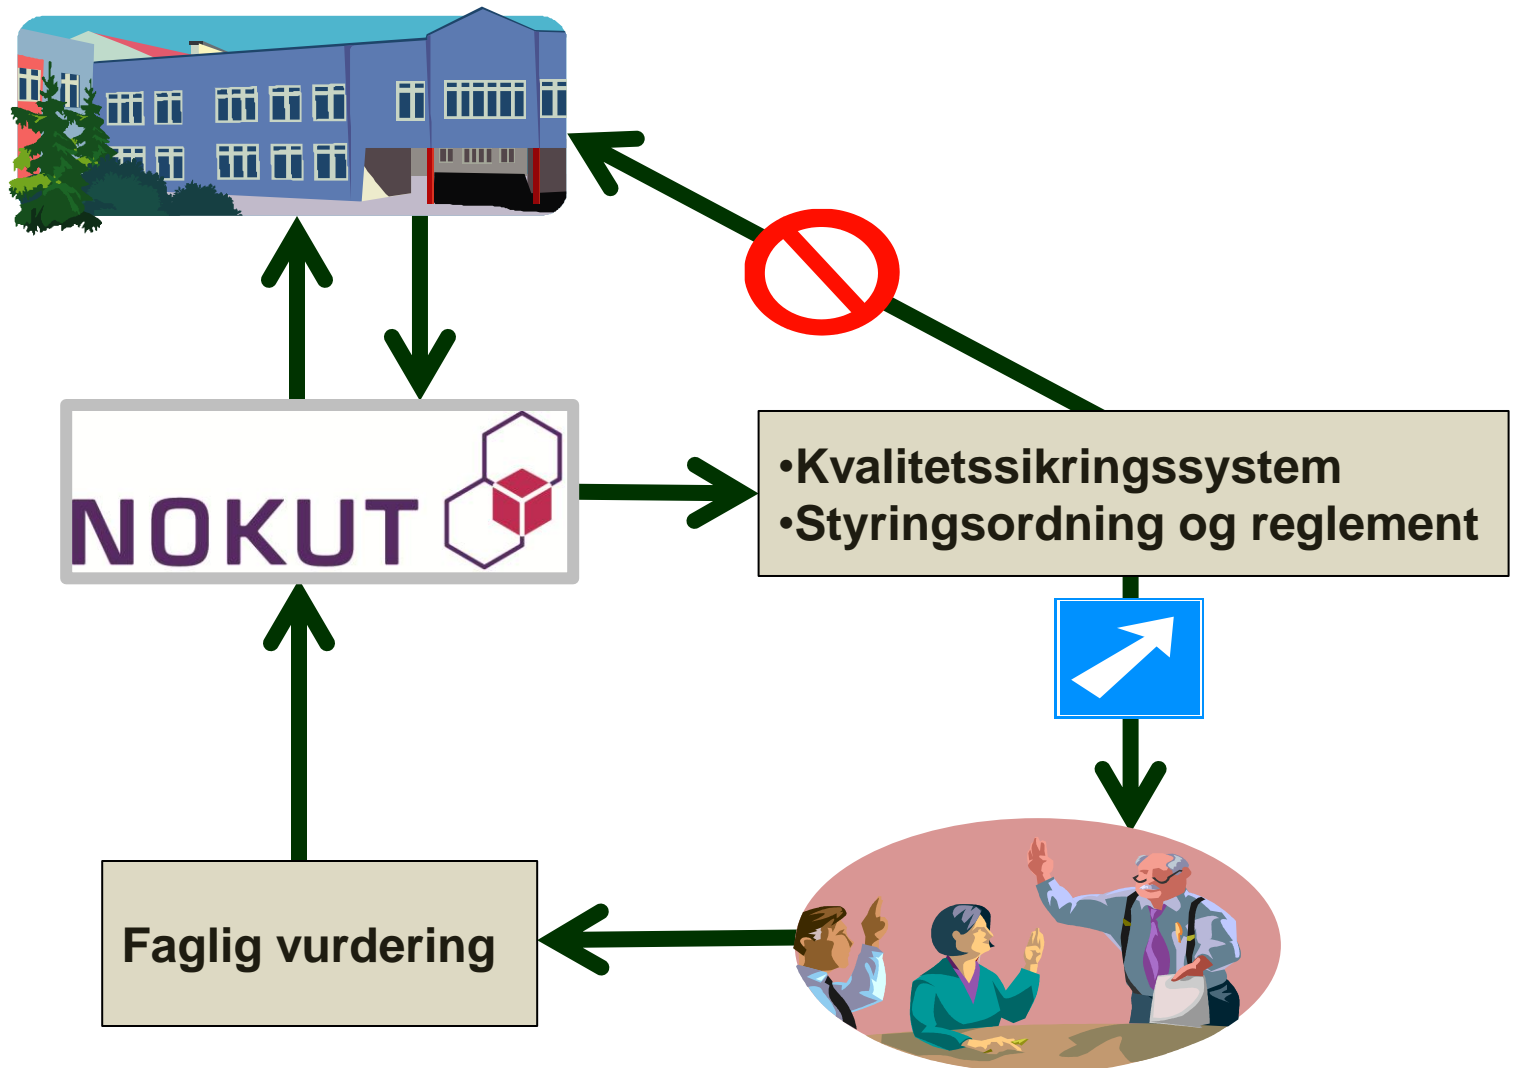 NOKUT
•Kvalitetssikringssystem
•Styringsordning og reglement
Faglig vurdering